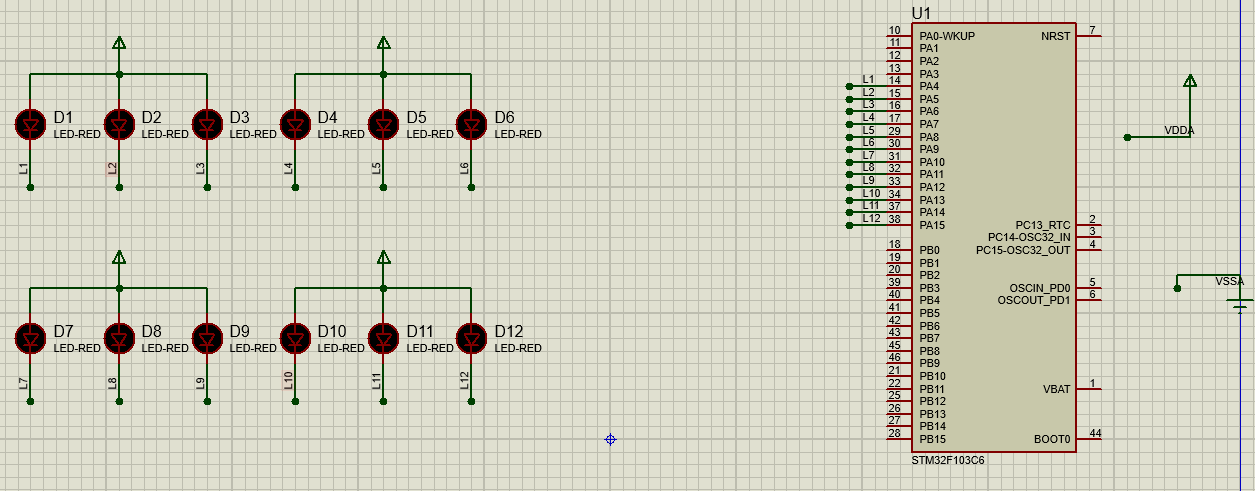 D1
LED-RED
D2
LED-RED
D3
LED-RED
D4
LED-RED
D5
LED-RED
D6
LED-RED
L1
L2
L3
L4
L5
L6
D7
LED-RED
D8
LED-RED
D9
LED-RED
D10
LED-RED
D11
LED-RED
D12
LED-RED
L7
L8
L9
L10
L11
L12
U1
10 PA0-WKUP
11 PA1
12 PA2
13 PA3
L1 14 PA4
L2 15 PA5
L3 16 PA6
L4 17 PA7
L5 29 PA8
L6 30 PA9
L7 31 PA10
L8 32 PA11
L9 33 PA12
L10 34 PA13
L11 37 PA14
L12 38 PA15
18 PB0
19 PB1
20 PB2
39 PB3
40 PB4
41 PB5
42 PB6
43 PB7
45 PB8
46 PB9
21 PB10
22 PB11
25 PB12
26 PB13
27 PB14
28 PB15
NRST 7
PC13_RTC 2
PC14-OSC32_IN 3
PC15-OSC32_OUT 4
OSCIN_PD0 5
OSCOUT_PD1 6
VBAT 1
BOOT0 44
STM32F103C6
VDDA
VSSA